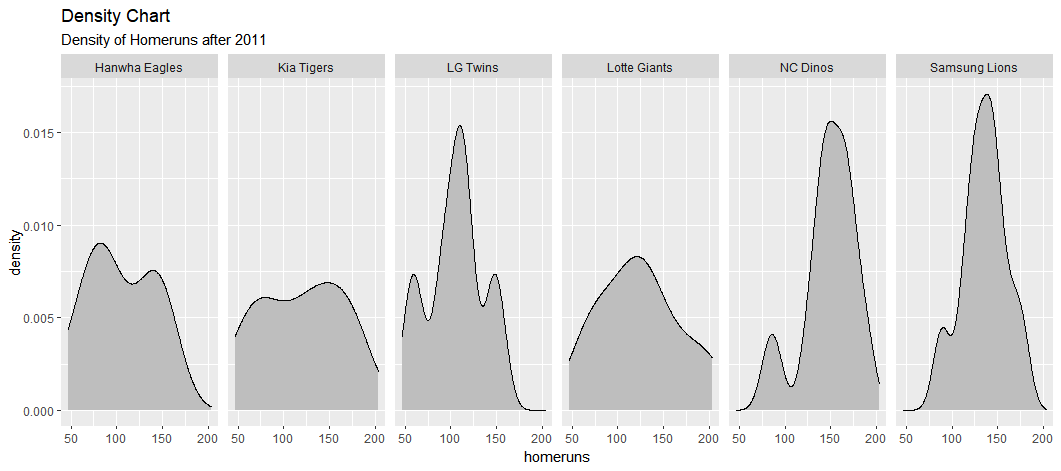 Density Chart
Density of Homeruns after 2011
Hanwha Eagles Kia Tigers LG Twins Lotte Giants NC Dinos Samsung Lions
0.015
0.010
density
0.005
0.000
50 100 150 200 50 100 150 200 50 100 150 200 50 100 150 200 50 100 150 200 50 100 150 200
homeruns